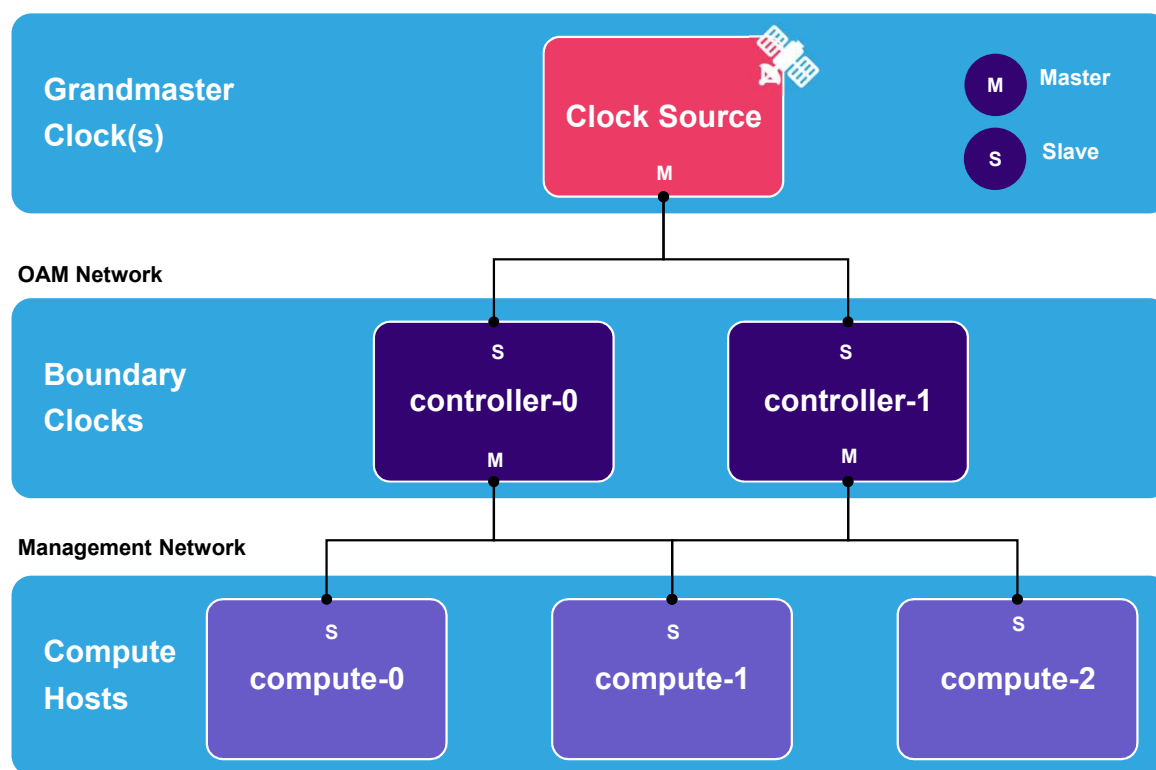 Grandmaster
Clock(s)
Clock Source
M
M
Master
S
Slave
OAM Network
Boundary
Clocks
S
controller-0
M
S
controller-1
M
Management Network
Compute
Hosts
S
compute-0
S
compute-1
S
compute-2